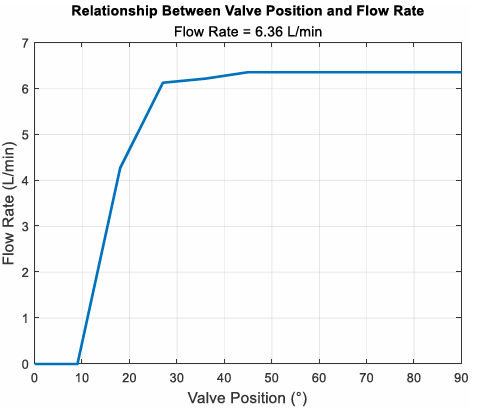 Relationship Between Valve Position and Flow Rate
Flow Rate = 6.36 L/min
7
6
5
4
3
2
1
0
Flow Rate (L/min)
0 10 20 30 40 50 60 70 80 90
Valve Position (°)